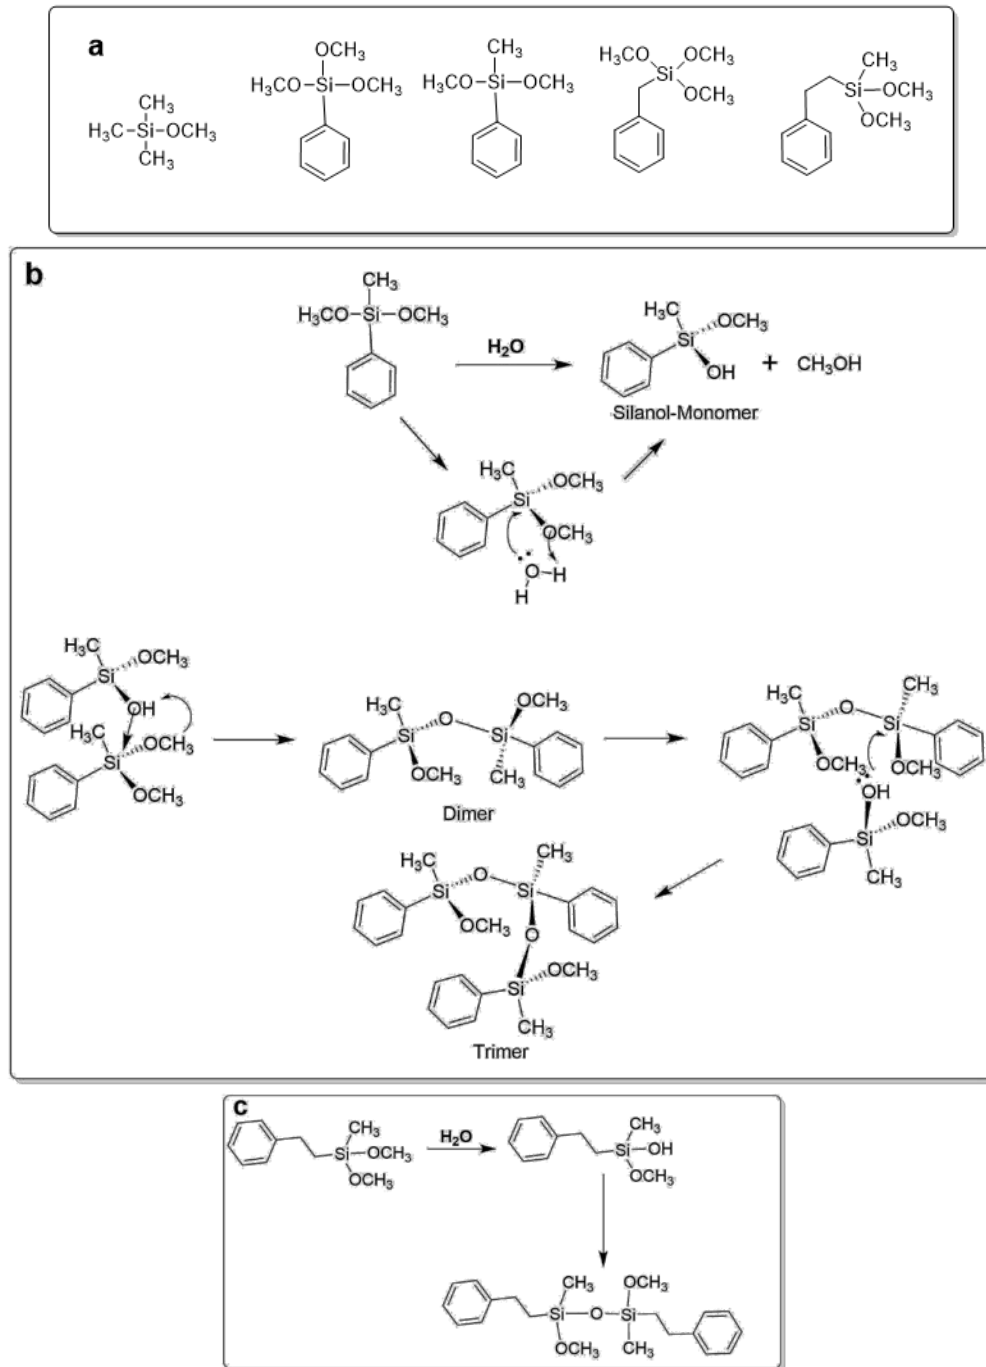 a
CH₃
H₃C-Si-OCH₃
CH₃
OCH₃
H₃CO-Si-OCH₃
CH₃
H₃CO-Si-OCH₃
H₃CO Si OCH₃
OCH₃
CH₃
Si-OCH₃
OCH₃
b
CH₃
H₃CO-Si-OCH₃
H₂O
H₃C
Si OCH₃
OH
+ CH₃OH
Silanol-Monomer
H₃C
Si OCH₃
OCH₃
O-H
H
H₃C
Si OCH₃
OH
H₃C OCH₃
Si
OCH₃
H₃C O OCH₃
Si Si
OCH₃ CH₃
Dimer
H₃C O CH₃
Si Si
OCH₃ OCH₃
OH
OCH₃
Si
CH₃
H₃C O CH₃
Si Si
OCH₃ O
OCH₃
Si
CH₃
Trimer
c
CH₃
Si-OCH₃
OCH₃
H₂O
CH₃
Si-OH
OCH₃
CH₃ OCH₃
Si-O-Si
OCH₃ CH₃